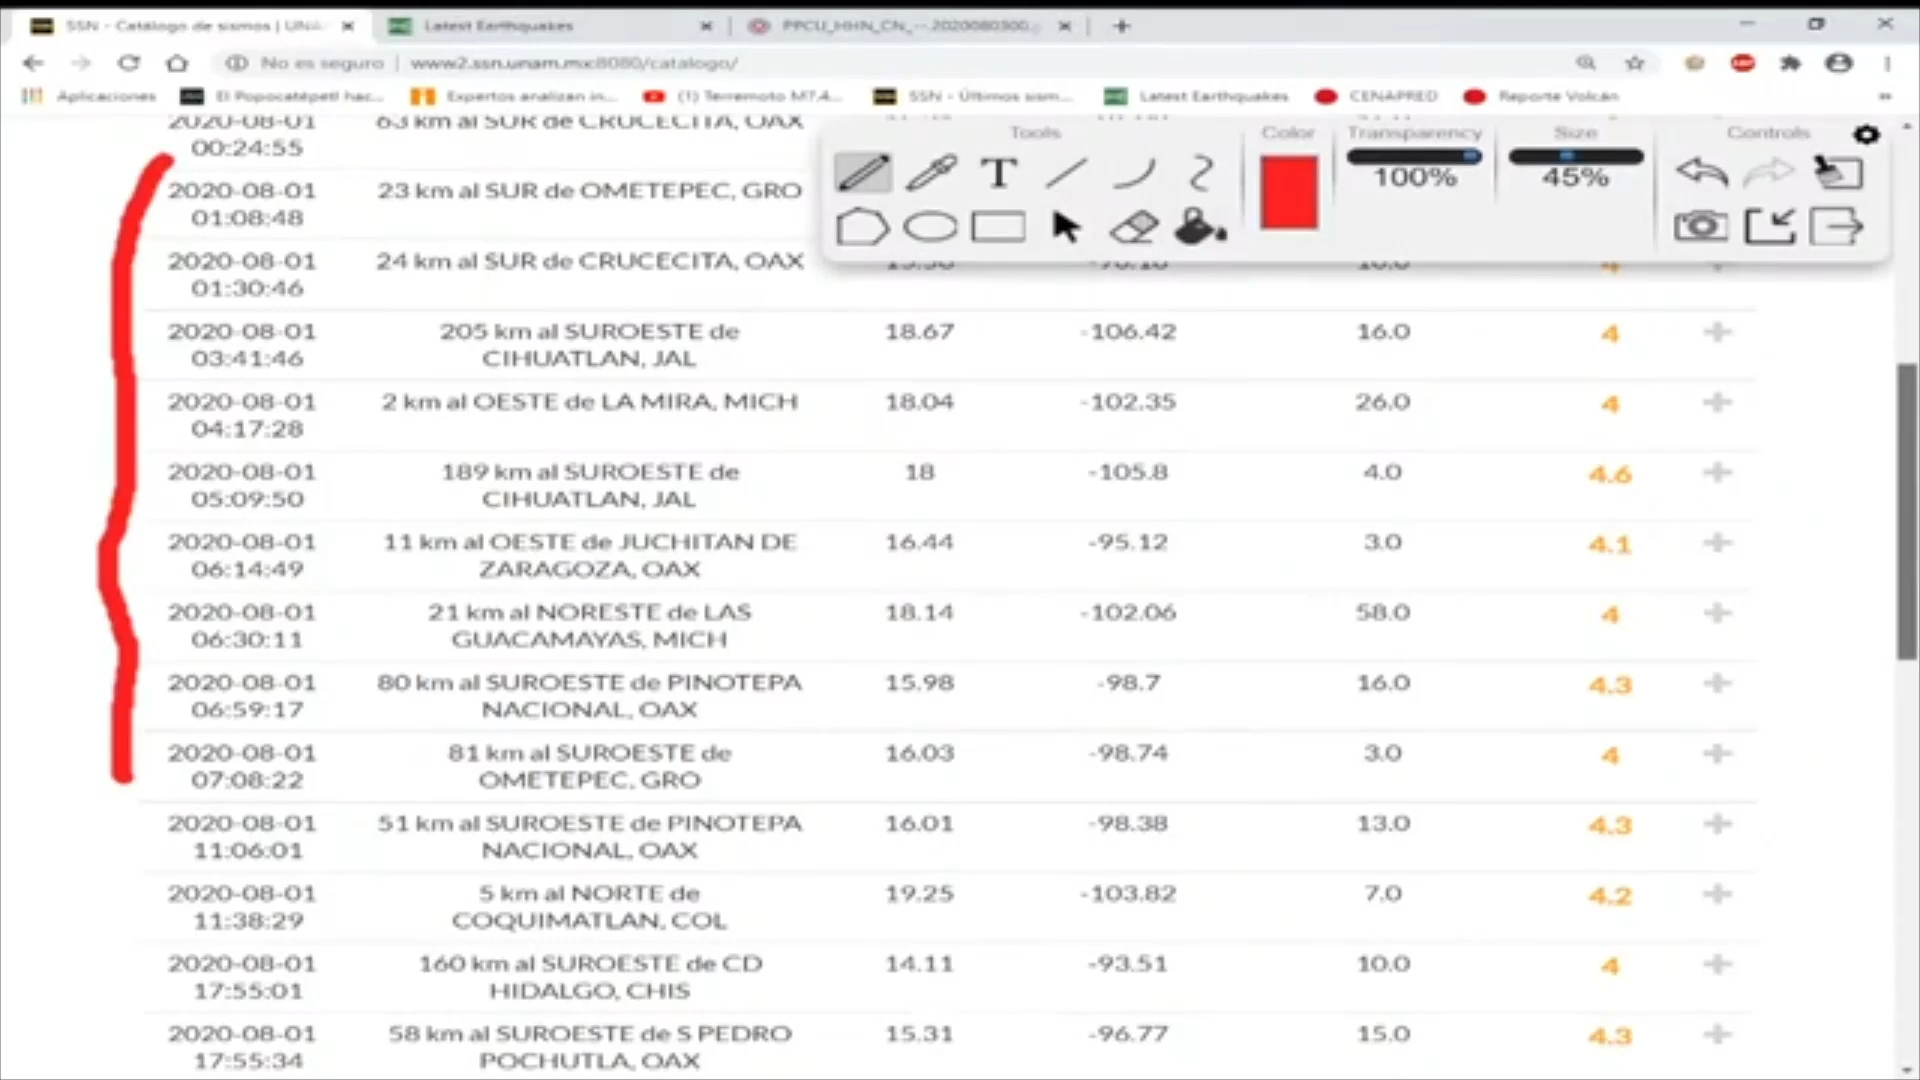 SSN - Catálogo de sismos | UNA
Latest Earthquakes
PPCU_HHN_CN_--.2020080300.
No es seguro | www2.ssn.unam.mx:8080/catalogo/
Aplicaciones
El Popocatépetl hac...
Expertos analizan in...
(1) Terremoto M7.4...
SSN - Últimos sism...
Latest Earthquakes
CENAPRED
Reporte Volcán
»
Tools
Color
Transparency
Size
Controls
T
100%
45%
2020-08-01 63 km al SUR de CRUCECITA, OAX
00:24:55
2020-08-01 23 km al SUR de OMETEPEC, GRO
01:08:48
2020-08-01 24 km al SUR de CRUCECITA, OAX
01:30:46
2020-08-01 205 km al SUROESTE de 18.67 -106.42 16.0 4
03:41:46 CIHUATLAN, JAL
2020-08-01 2 km al OESTE de LA MIRA, MICH 18.04 -102.35 26.0 4
04:17:28
2020-08-01 189 km al SUROESTE de 18 -105.8 4.0 4.6
05:09:50 CIHUATLAN, JAL
2020-08-01 11 km al OESTE de JUCHITAN DE 16.44 -95.12 3.0 4.1
06:14:49 ZARAGOZA, OAX
2020-08-01 21 km al NORESTE de LAS 18.14 -102.06 58.0 4
06:30:11 GUACAMAYAS, MICH
2020-08-01 80 km al SUROESTE de PINOTEPA 15.98 -98.7 16.0 4.3
06:59:17 NACIONAL, OAX
2020-08-01 81 km al SUROESTE de 16.03 -98.74 3.0 4
07:08:22 OMETEPEC, GRO
2020-08-01 51 km al SUROESTE de PINOTEPA 16.01 -98.38 13.0 4.3
11:06:01 NACIONAL, OAX
2020-08-01 5 km al NORTE de 19.25 -103.82 7.0 4.2
11:38:29 COQUIMATLAN, COL
2020-08-01 160 km al SUROESTE de CD 14.11 -93.51 10.0 4
17:55:01 HIDALGO, CHIS
2020-08-01 58 km al SUROESTE de S PEDRO 15.31 -96.77 15.0 4.3
17:55:34 POCHUTLA, OAX